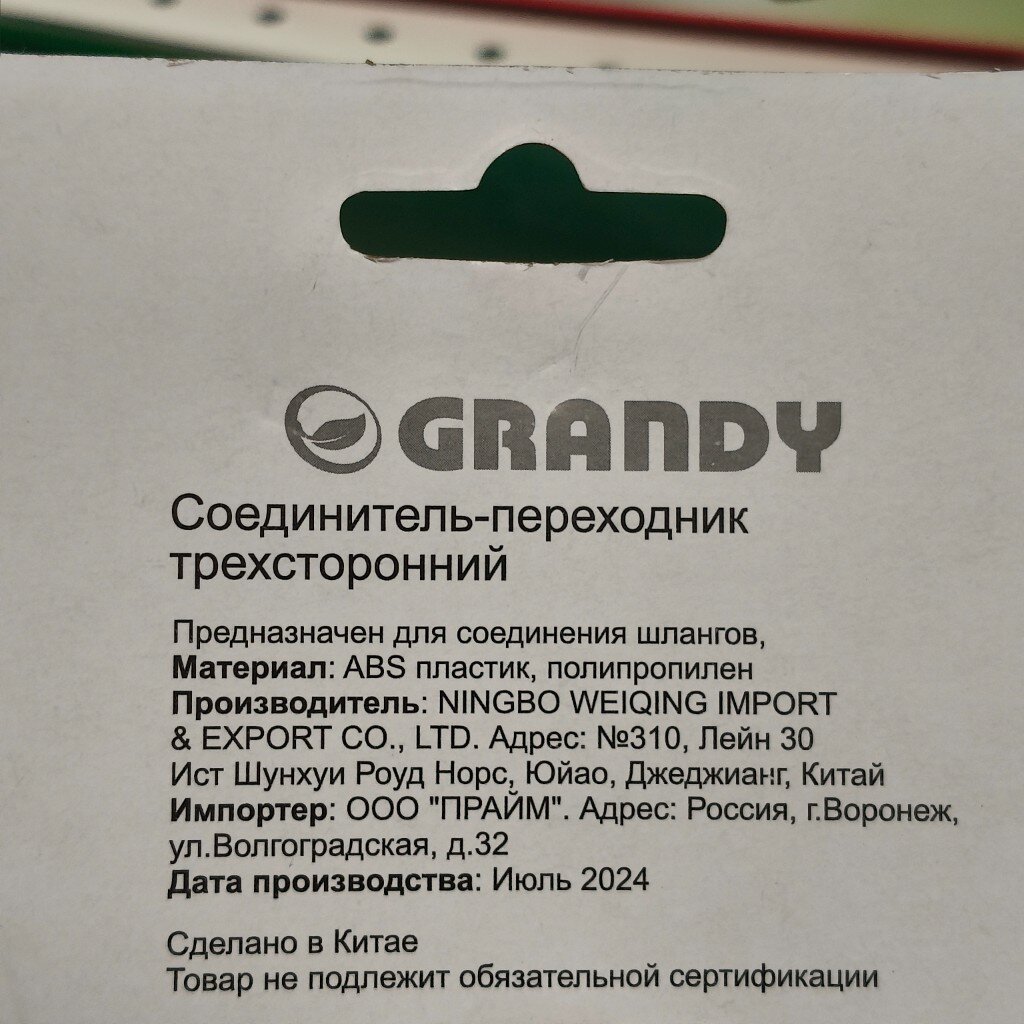 GRANDY
Соединитель-переходник
трехсторонний
Предназначен для соединения шлангов,
Материал: ABS пластик, полипропилен
Производитель: NINGBO WEIQING IMPORT
& EXPORT CO., LTD. Адрес: №310, Лейн 30
Ист Шунхуи Роуд Норс, Юйао, Джеджианг, Китай
Импортер: ООО "ПРАЙМ". Адрес: Россия, г.Воронеж,
ул.Волгоградская, д.32
Дата производства: Июль 2024
Сделано в Китае
Товар не подлежит обязательной сертификации